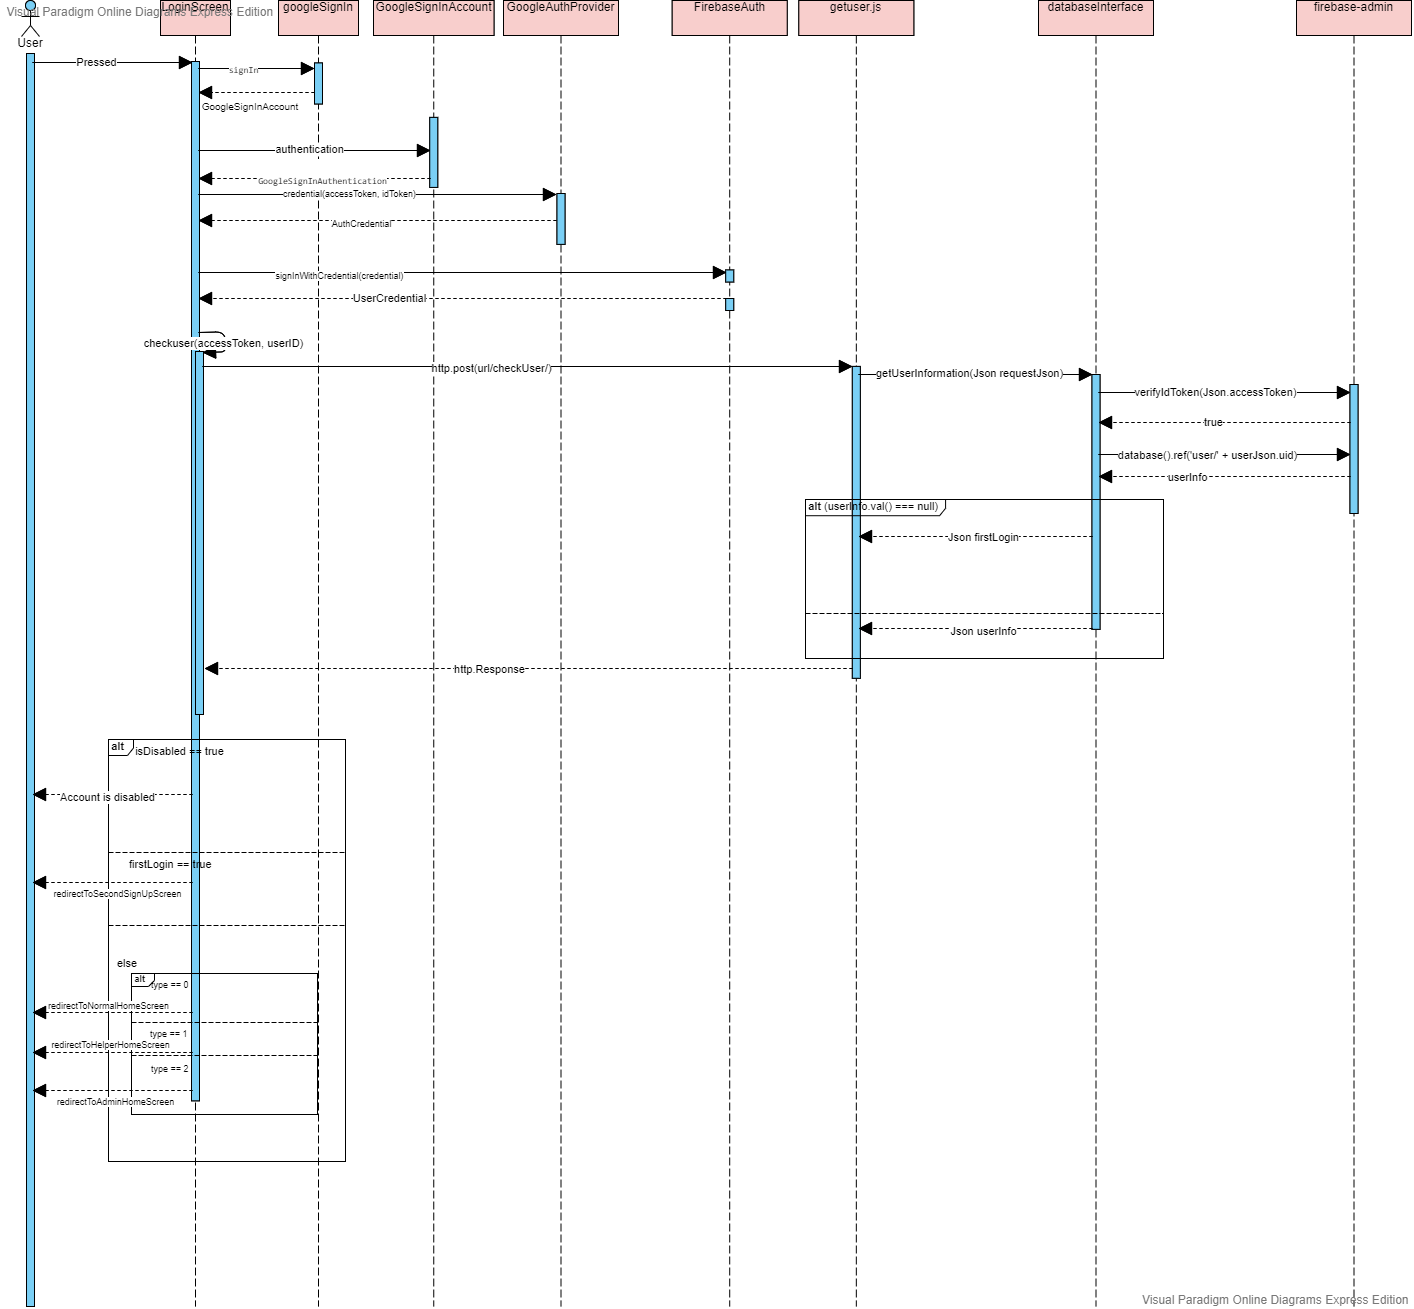 Visual Paradigm Online Diagrams Express Edition
User
LoginScreen
googleSignIn
GoogleSignInAccount
GoogleAuthProvider
FirebaseAuth
getuser.js
databaseInterface
firebase-admin
Pressed
signIn
GoogleSignInAccount
authentication
GoogleSignInAuthentication
credential(accessToken, idToken)
AuthCredential
signInWithCredential(credential)
UserCredential
checkuser(accessToken, userID)
http.post(url/checkUser/)
getUserInformation(Json requestJson)
verifyIdToken(Json.accessToken)
true
database().ref('user/' + userJson.uid)
userInfo
alt (userInfo.val() === null)
Json firstLogin
Json userInfo
http.Response
alt
isDisabled == true
Account is disabled
firstLogin == true
redirectToSecondSignUpScreen
else
alt
type == 0
redirectToNormalHomeScreen
type == 1
redirectToHelperHomeScreen
type == 2
redirectToAdminHomeScreen
Visual Paradigm Online Diagrams Express Edition